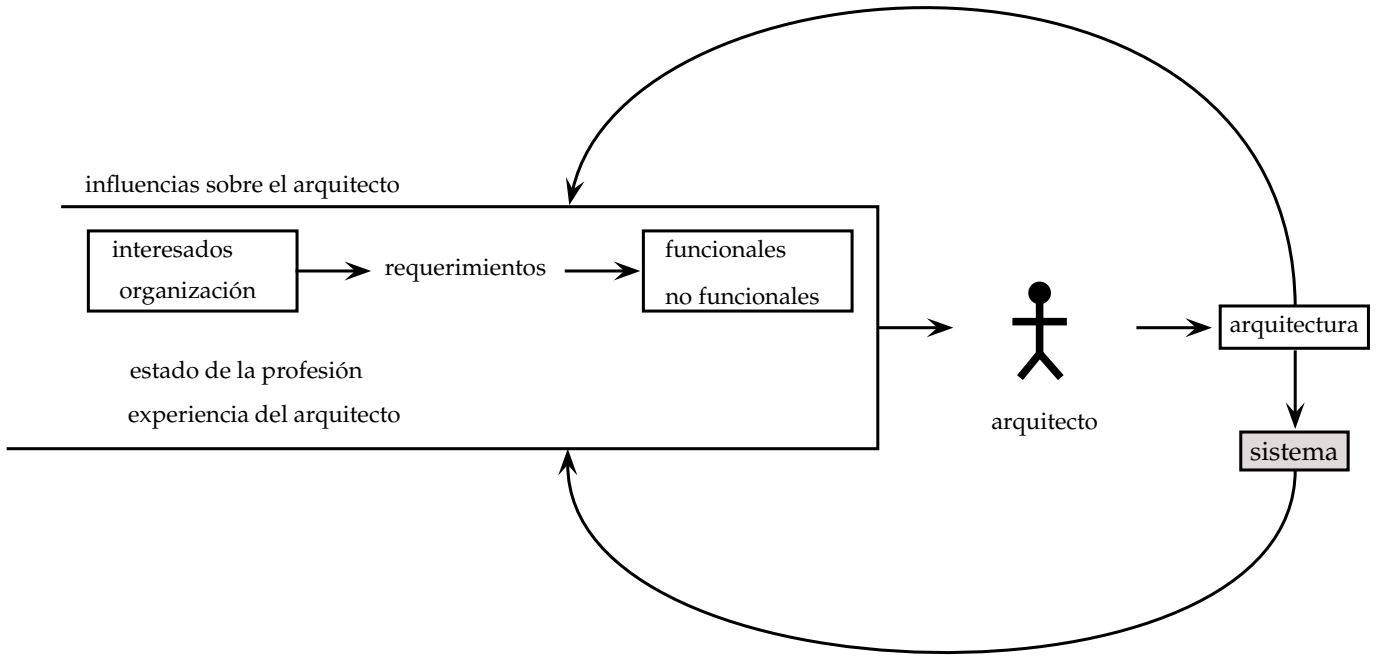 influencias sobre el arquitecto
interesados
organización
requerimientos
funcionales
no funcionales
estado de la profesión
experiencia del arquitecto
arquitecto
arquitectura
sistema